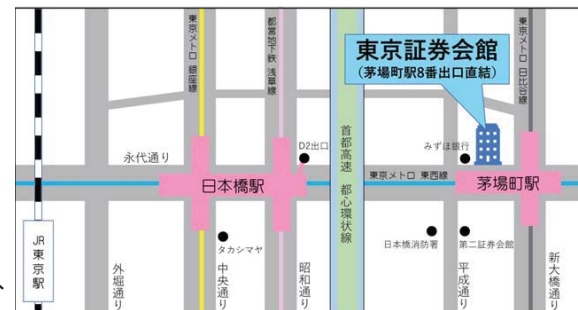 東京メトロ 銀座線
都営地下鉄 浅草線
東京証券会館
(茅場町駅8番出口直結)
東京メトロ 日比谷線
首都高速 都心環状線
D2出口
みずほ銀行
永代通り
日本橋駅
東京メトロ 東西線
茅場町駅
JR東京駅
タカシマヤ
日本橋消防署
第二証券会館
外堀通り
中央通り
昭和通り
平成通り
新大橋通り